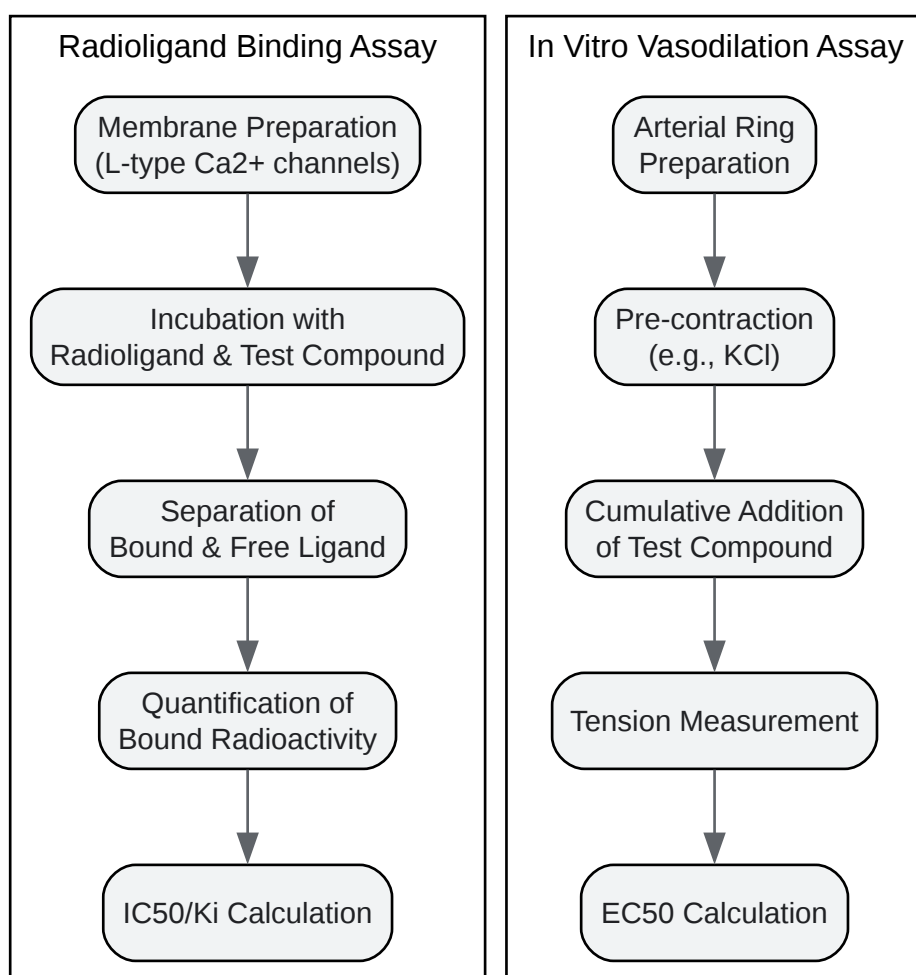 Radioligand Binding Assay
Membrane Preparation
(L-type Ca2+ channels)
Incubation with
Radioligand & Test Compound
Separation of
Bound & Free Ligand
Quantification of
Bound Radioactivity
IC50/Ki Calculation
In Vitro Vasodilation Assay
Arterial Ring
Preparation
Pre-contraction
(e.g., KCl)
Cumulative Addition
of Test Compound
Tension Measurement
EC50 Calculation